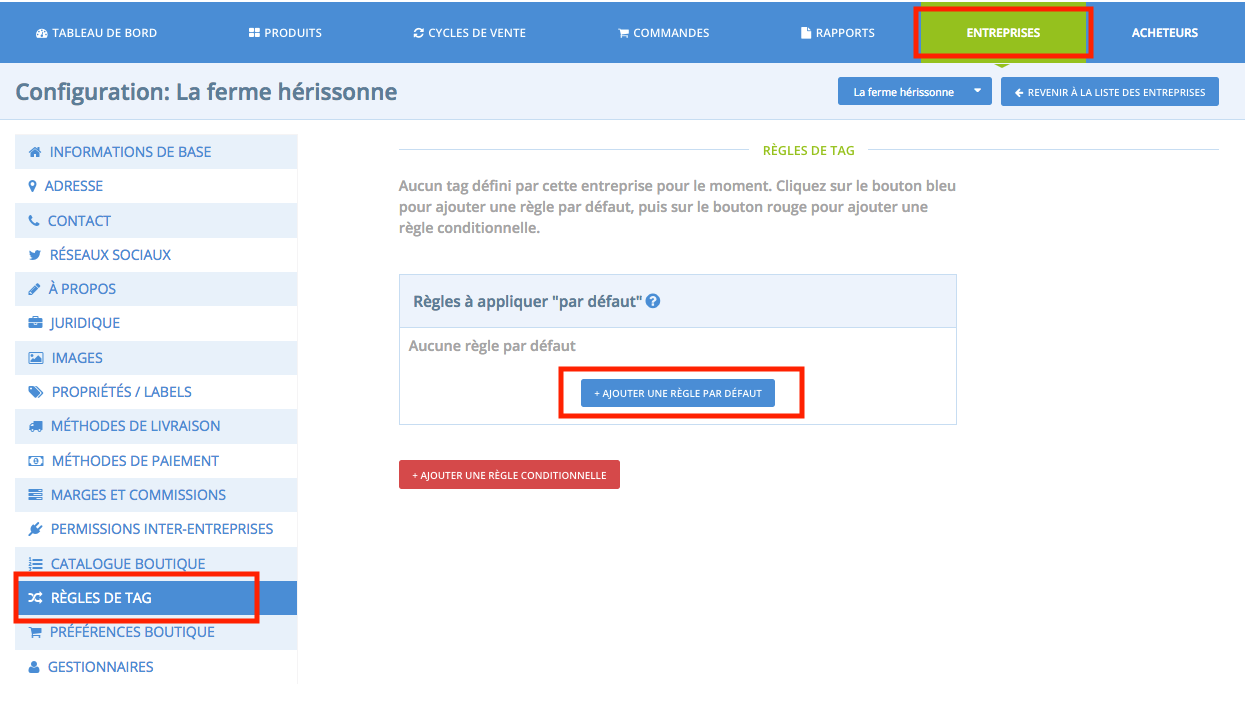 TABLEAU DE BORD
PRODUITS
CYCLES DE VENTE
COMMANDES
RAPPORTS
ENTREPRISES
ACHETEURS
Configuration: La ferme hérissonne
La ferme hérissonne
REVENIR À LA LISTE DES ENTREPRISES
INFORMATIONS DE BASE
ADRESSE
CONTACT
RÉSEAUX SOCIAUX
À PROPOS
JURIDIQUE
IMAGES
PROPRIÉTÉS / LABELS
MÉTHODES DE LIVRAISON
MÉTHODES DE PAIEMENT
MARGES ET COMMISSIONS
PERMISSIONS INTER-ENTREPRISES
CATALOGUE BOUTIQUE
RÈGLES DE TAG
PRÉFÉRENCES BOUTIQUE
GESTIONNAIRES
RÈGLES DE TAG
Aucun tag défini par cette entreprise pour le moment. Cliquez sur le bouton bleu
pour ajouter une règle par défaut, puis sur le bouton rouge pour ajouter une
règle conditionnelle.
Règles à appliquer "par défaut" ?
Aucune règle par défaut
+ AJOUTER UNE RÈGLE PAR DÉFAUT
+ AJOUTER UNE RÈGLE CONDITIONNELLE